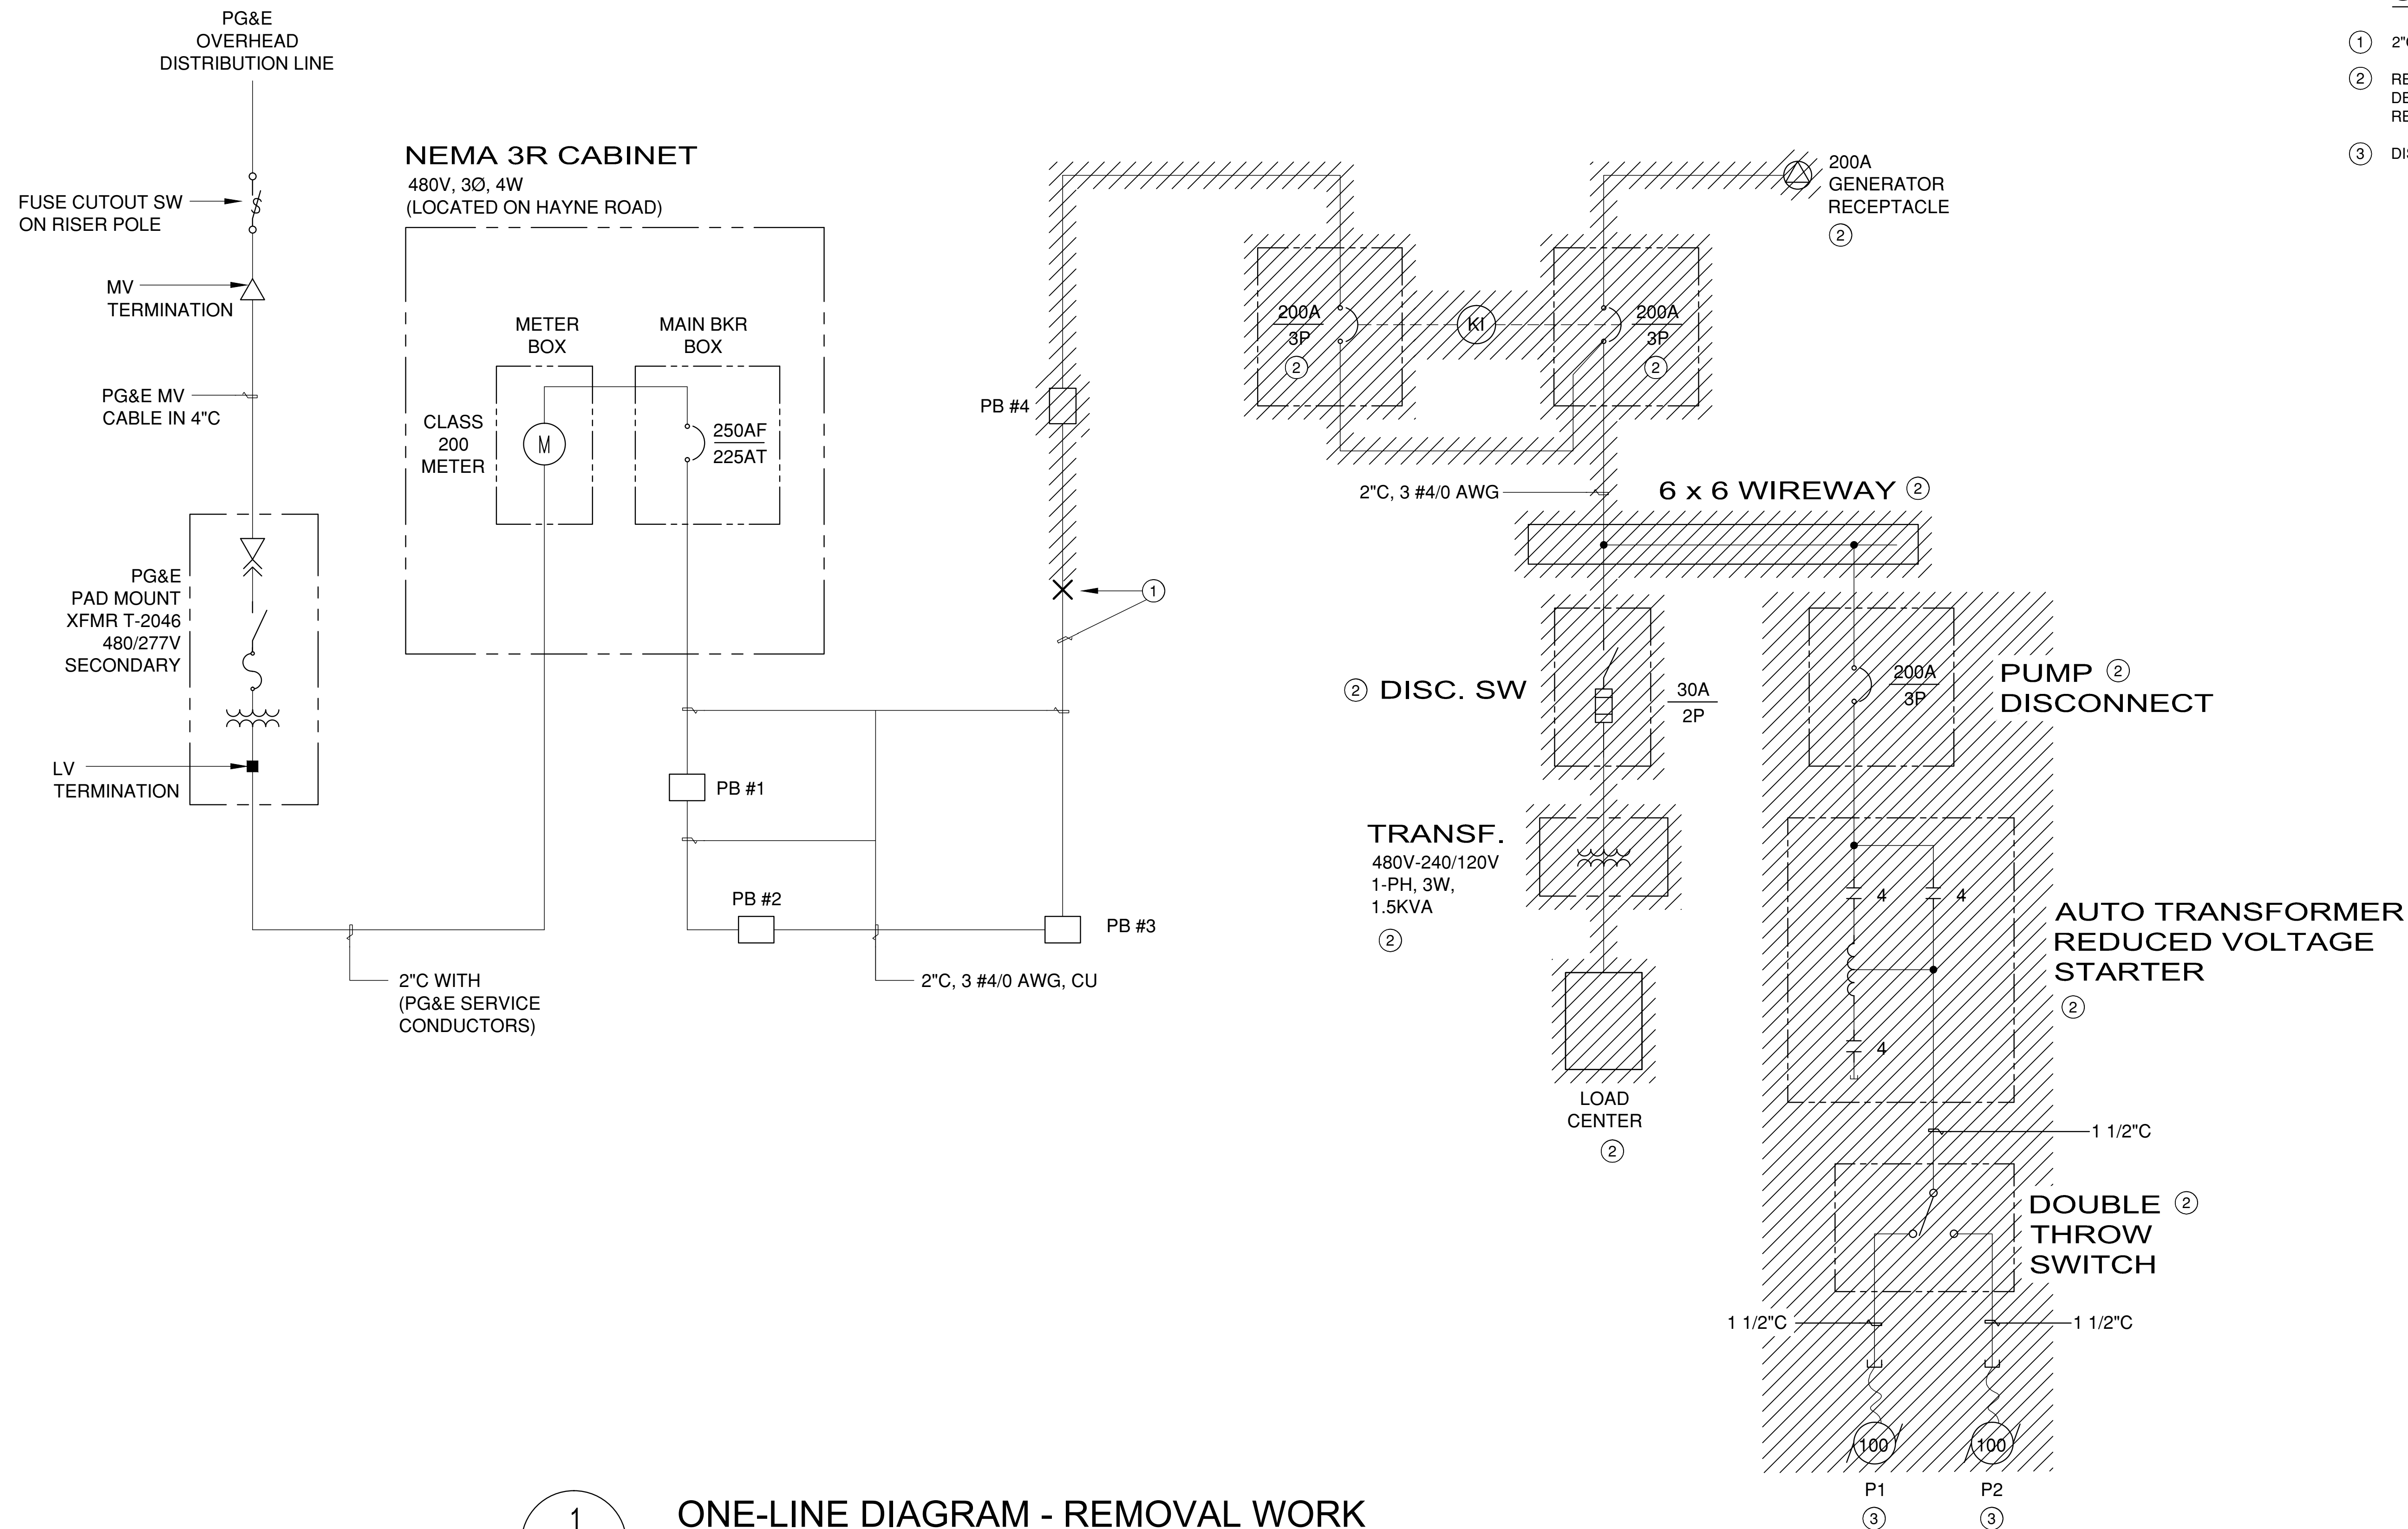 PG&E
OVERHEAD
DISTRIBUTION LINE
FUSE CUTOUT SW
ON RISER POLE
MV
TERMINATION
PG&E MV
CABLE IN 4"C
PG&E
PAD MOUNT
XFMR T-2046
480/277V
SECONDARY
LV
TERMINATION
NEMA 3R CABINET
480V, 3Ø, 4W
(LOCATED ON HAYNE ROAD)
METER
BOX
MAIN BKR
BOX
CLASS
200
METER
M
250AF
225AT
PB #1
PB #2
PB #3
PB #4
2"C WITH
(PG&E SERVICE
CONDUCTORS)
2"C, 3 #4/0 AWG, CU
1
200A
3P
2
KI
200A
3P
2
200A
GENERATOR
RECEPTACLE
2
2"C, 3 #4/0 AWG
6 x 6 WIREWAY 2
2 DISC. SW
30A
2P
TRANSF.
480V-240/120V
1-PH, 3W,
1.5KVA
2
LOAD
CENTER
2
200A
3P
PUMP 2
DISCONNECT
4
4
4
AUTO TRANSFORMER
REDUCED VOLTAGE
STARTER
2
1 1/2"C
DOUBLE 2
THROW
SWITCH
1 1/2"C
1 1/2"C
100
100
P1
P2
3
3
1
2
3
1
ONE-LINE DIAGRAM - REMOVAL WORK